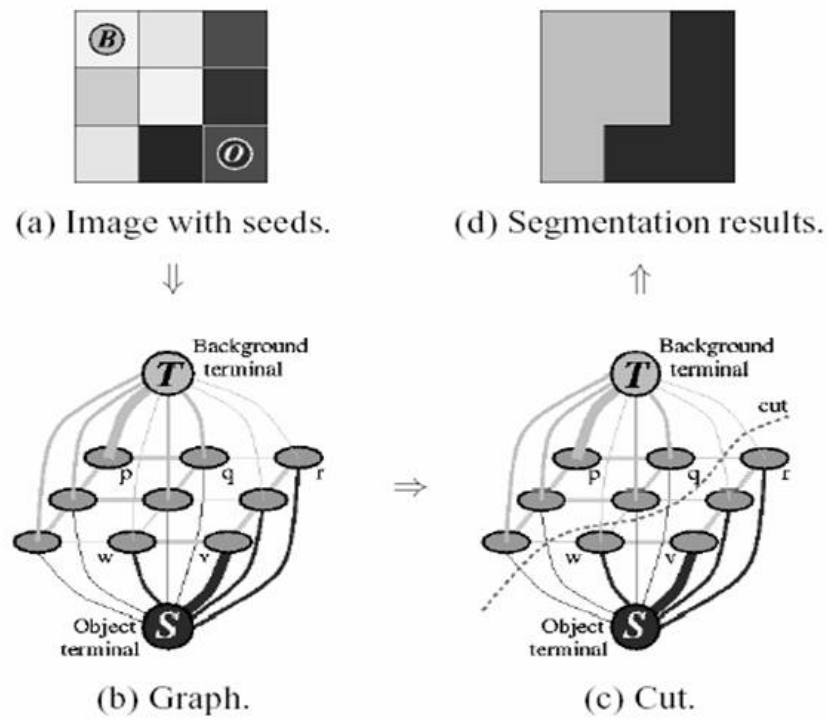 B
O
(a) Image with seeds.
(d) Segmentation results.
Background
terminal
T
p
q
r
w
v
Object
terminal
S
(b) Graph.
Background
terminal
T
cut
p
q
r
w
v
Object
terminal
S
(c) Cut.